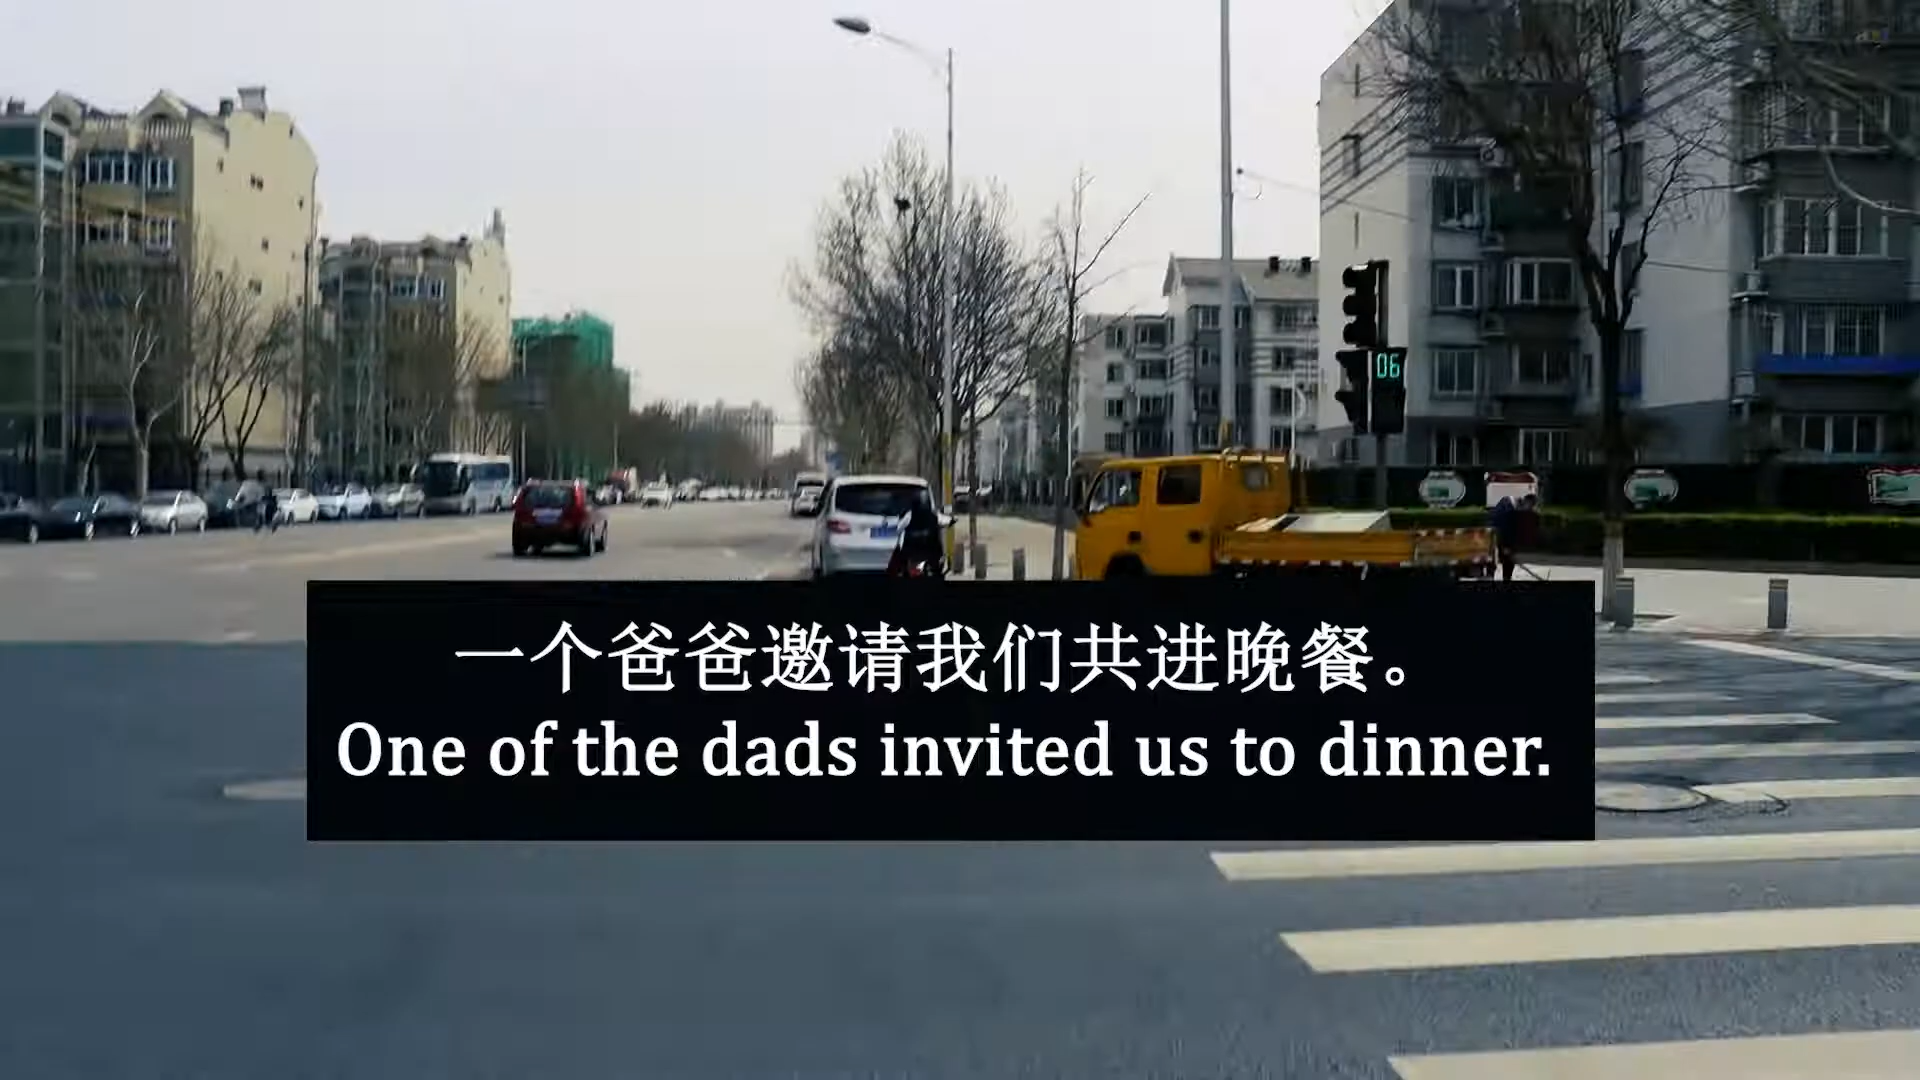 06
一个爸爸邀请我们共进晚餐。
One of the dads invited us to dinner.